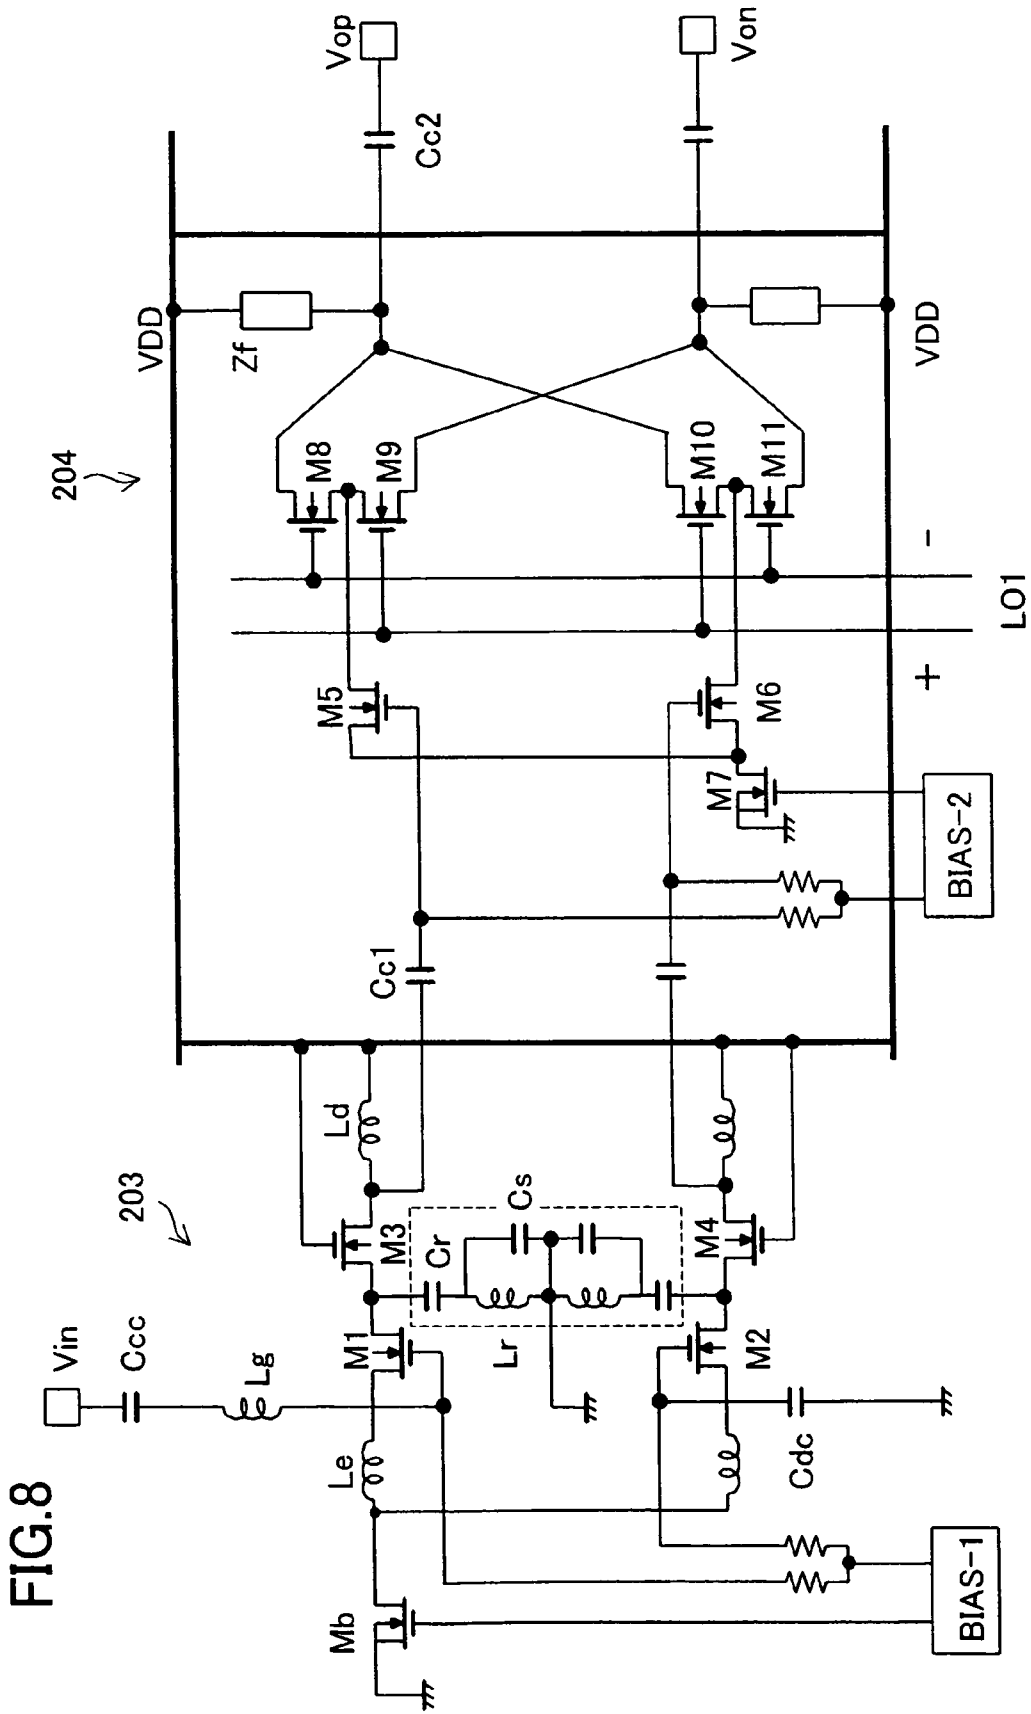 FIG.8
203
204
Vin
Ccc
Lg
Le
Mb
M1
M2
Cdc
BIAS-1
Lr
Cr
Cs
M3
M4
Ld
Cc1
M5
M6
M7
BIAS-2
LO1
+
-
M8
M9
M10
M11
VDD
Zf
VDD
Cc2
Vop
Von